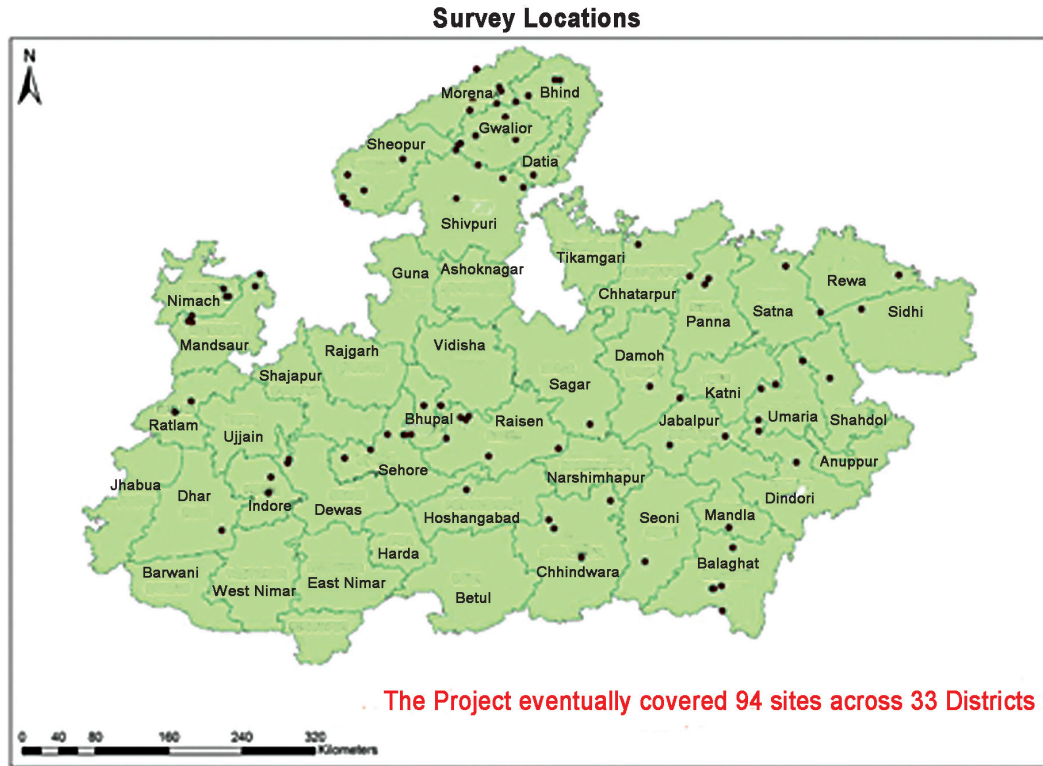 Survey Locations
N
Morena
Bhind
Gwalior
Sheopur
Datia
Shivpuri
Tikamgari
Guna
Ashoknagar
Rewa
Nimach
Chhatarpur
Satna
Sidhi
Panna
Mandsaur
Rajgarh
Vidisha
Damoh
Shajapur
Sagar
Katni
Bhupal
Raisen
Jabalpur
Umaria
Shahdol
Ratlam
Ujjain
Anuppur
Sehore
Narshimhapur
Jhabua
Dhar
Indore
Dewas
Hoshangabad
Seoni
Mandla
Dindori
Harda
Balaghat
Barwani
West Nimar
East Nimar
Betul
Chhindwara
The Project eventually covered 94 sites across 33 Districts
0 40 80 160 240 320
Kilometers